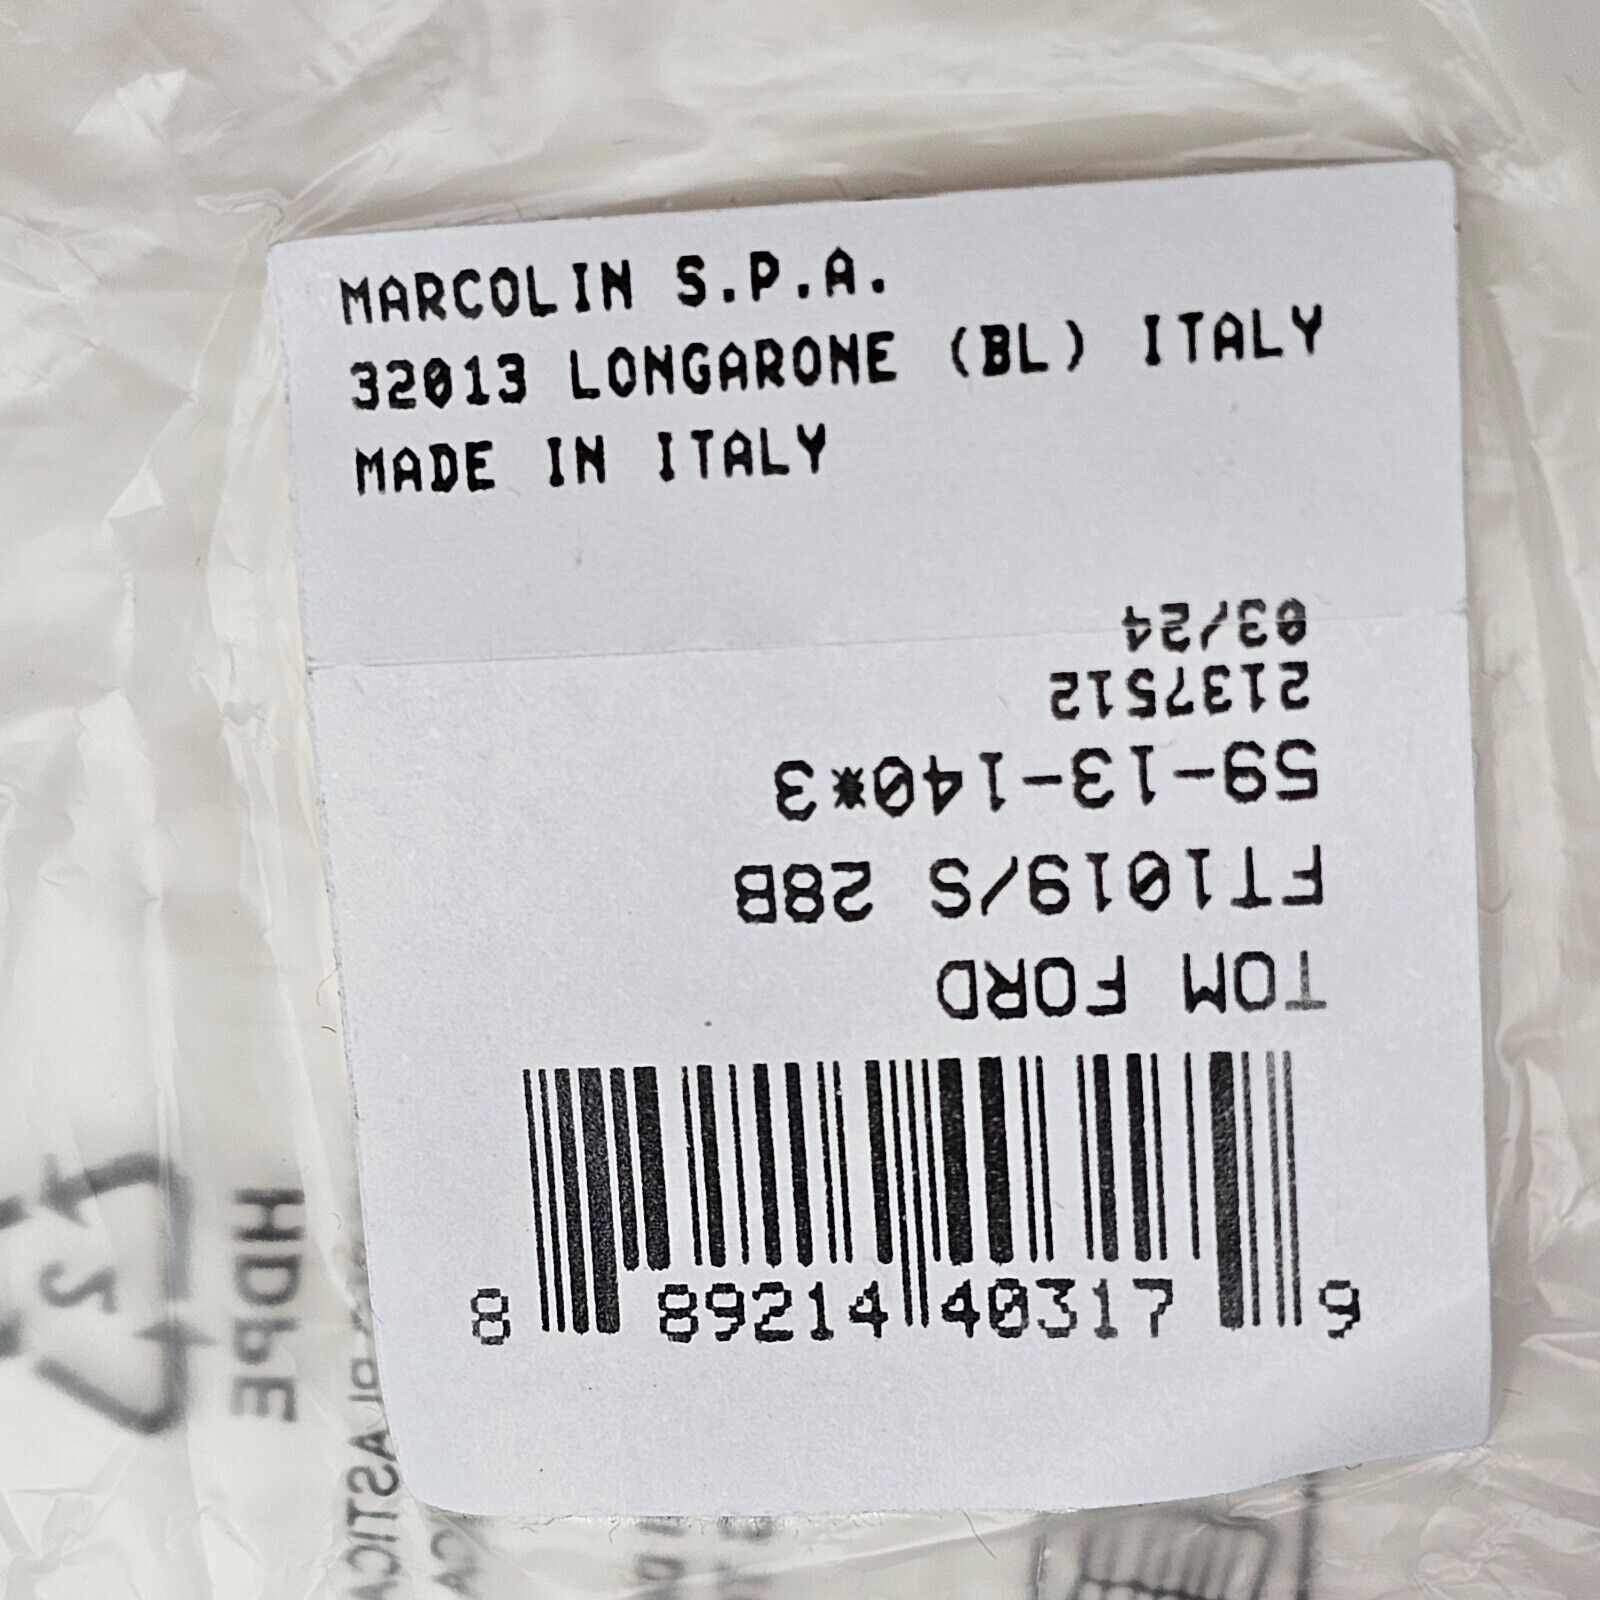 MARCOLIN S.P.A.
32013 LONGARONE (BL) ITALY
MADE IN ITALY
TOM FORD
FT1019/S 28B
59-13-140*3
2137512
03/24
8 89214 40317 9
2
HDPE